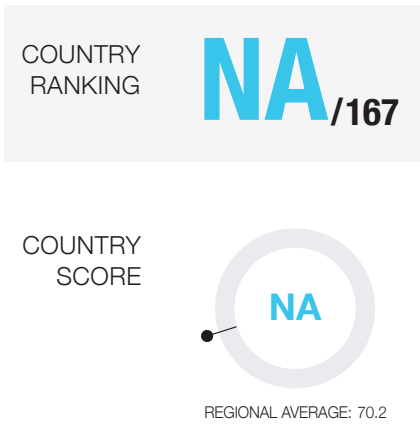 COUNTRY
RANKING
NA/167
COUNTRY
SCORE
NA
REGIONAL AVERAGE: 70.2